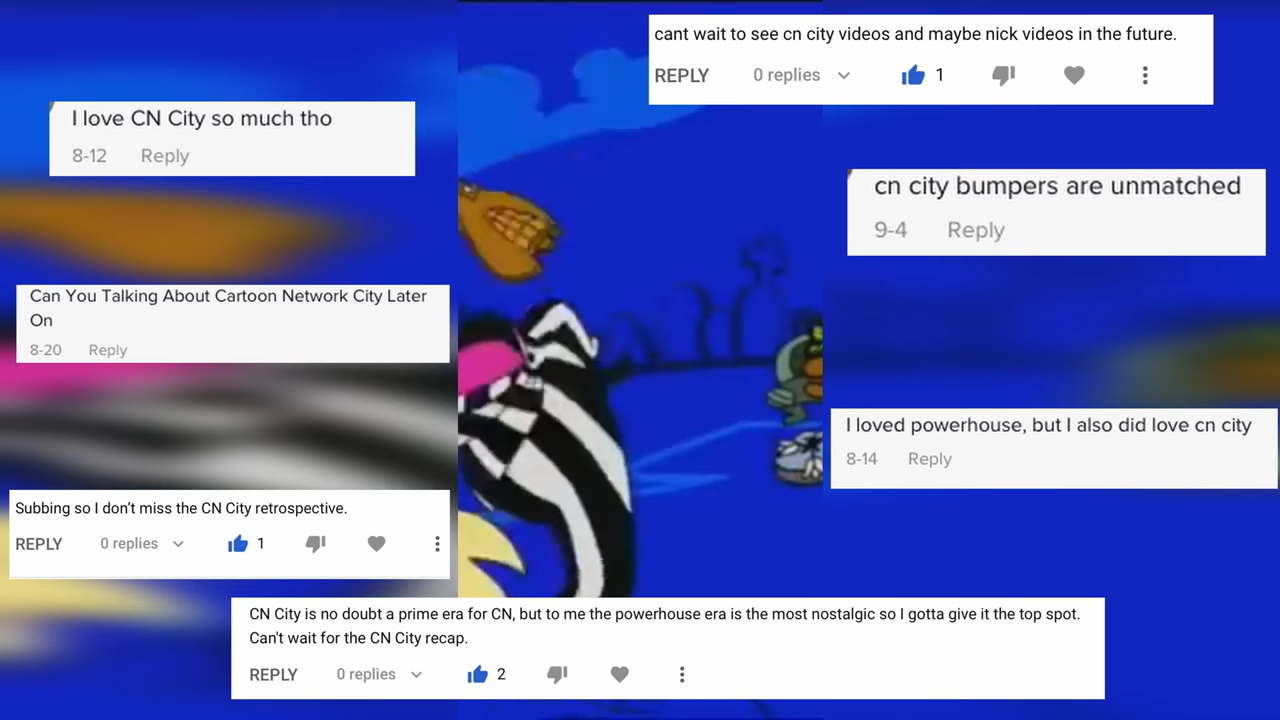 cant wait to see cn city videos and maybe nick videos in the future.
REPLY 0 replies 1
I love CN City so much tho
8-12 Reply
cn city bumpers are unmatched
9-4 Reply
Can You Talking About Cartoon Network City Later
On
8-20 Reply
I loved powerhouse, but I also did love cn city
8-14 Reply
Subbing so I don’t miss the CN City retrospective.
REPLY 0 replies 1
CN City is no doubt a prime era for CN, but to me the powerhouse era is the most nostalgic so I gotta give it the top spot.
Can't wait for the CN City recap.
REPLY 0 replies 2